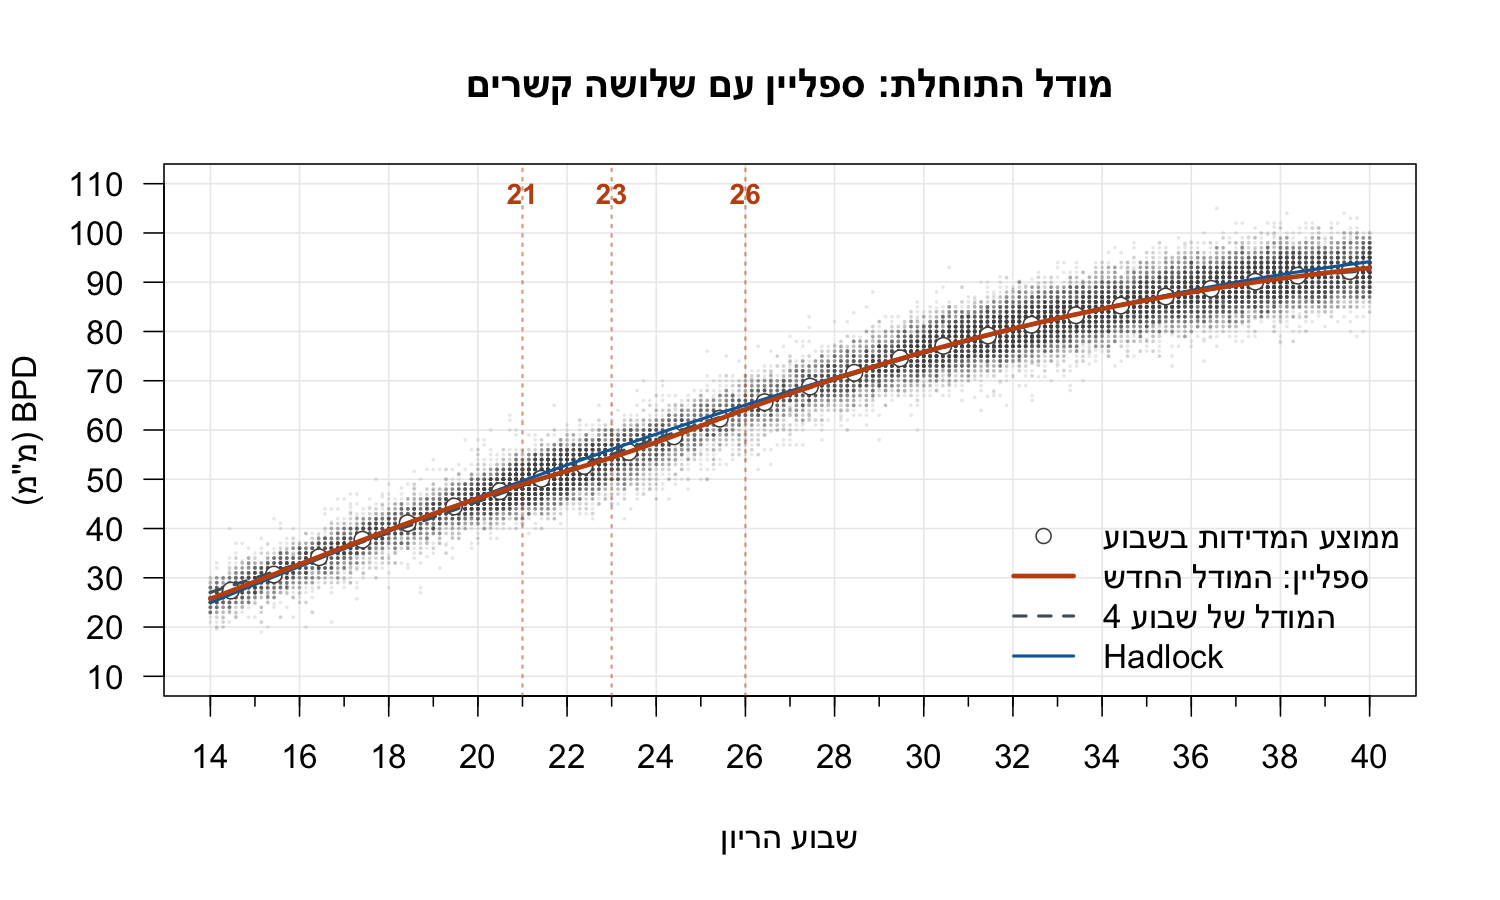 מודל התוחלת: ספליין עם שלושה קשרים
110
100
90
80
70
60
50
40
30
20
10
BPD (מ"מ)
21 23 26
ממוצע המדידות בשבוע
ספליין: המודל החדש
המודל של שבוע 4
Hadlock
14 16 18 20 22 24 26 28 30 32 34 36 38 40
שבוע הריון